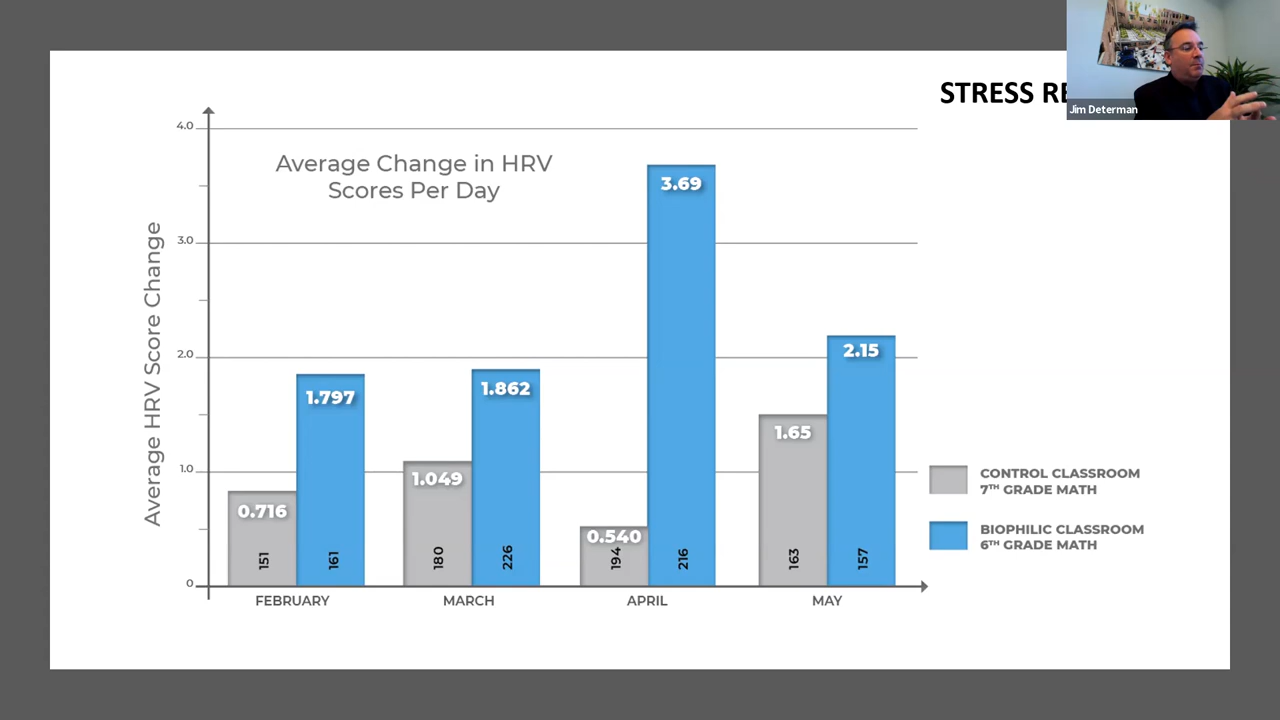 STRESS
Jim Determan
Average Change in HRV
Scores Per Day
Average HRV Score Change
4.0
3.0
2.0
1.0
0
0.716
151
1.797
161
1.049
180
1.862
226
0.540
194
3.69
216
1.65
163
2.15
157
FEBRUARY
MARCH
APRIL
MAY
CONTROL CLASSROOM
7TH GRADE MATH
BIOPHILIC CLASSROOM
6TH GRADE MATH